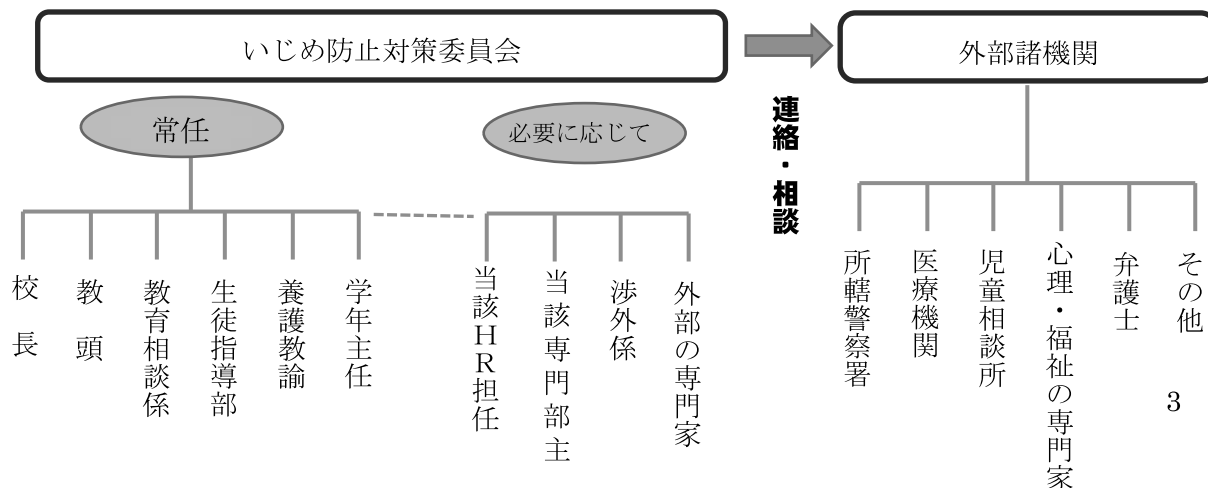 いじめ防止対策委員会
外部諸機関
常任
必要に応じて
連絡・相談
校長
教頭
教育相談係
生徒指導部
養護教諭
学年主任
当該HR担任
当該専門部主
渉外係
外部の専門家
所轄警察署
医療機関
児童相談所
心理・福祉の専門家
弁護士
その他
3